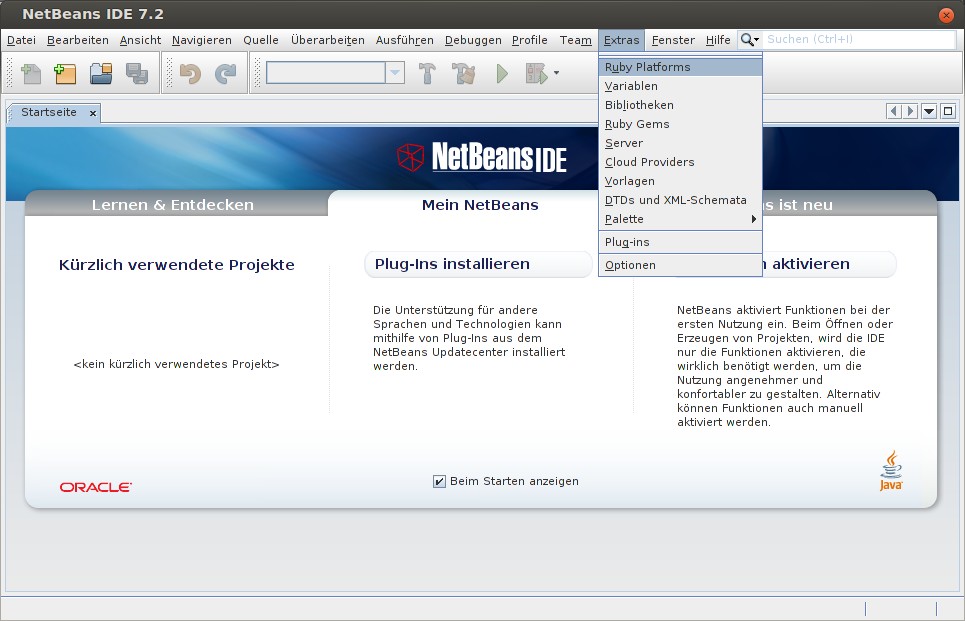 NetBeans IDE 7.2
Datei Bearbeiten Ansicht Navigieren Quelle Überarbeiten Ausführen Debuggen Profile Team Extras Fenster Hilfe Suchen (Ctrl+I)
Startseite
Ruby Platforms
Variablen
Bibliotheken
Ruby Gems
Server
Cloud Providers
Vorlagen
DTDs und XML-Schemata
Palette
Plug-ins
Optionen
NetBeans IDE
Lernen & Entdecken Mein NetBeans ist neu
Kürzlich verwendete Projekte
<kein kürzlich verwendetes Projekt>
Plug-Ins installieren
Die Unterstützung für andere
Sprachen und Technologien kann
mithilfe von Plug-Ins aus dem
NetBeans Updatecenter installiert
werden.
aktivieren
NetBeans aktiviert Funktionen bei der
ersten Nutzung ein. Beim Öffnen oder
Erzeugen von Projekten, wird die IDE
nur die Funktionen aktivieren, die
wirklich benötigt werden, um die
Nutzung angenehmer und
konfortabler zu gestalten. Alternativ
können Funktionen auch manuell
aktiviert werden.
ORACLE
Beim Starten anzeigen
Java